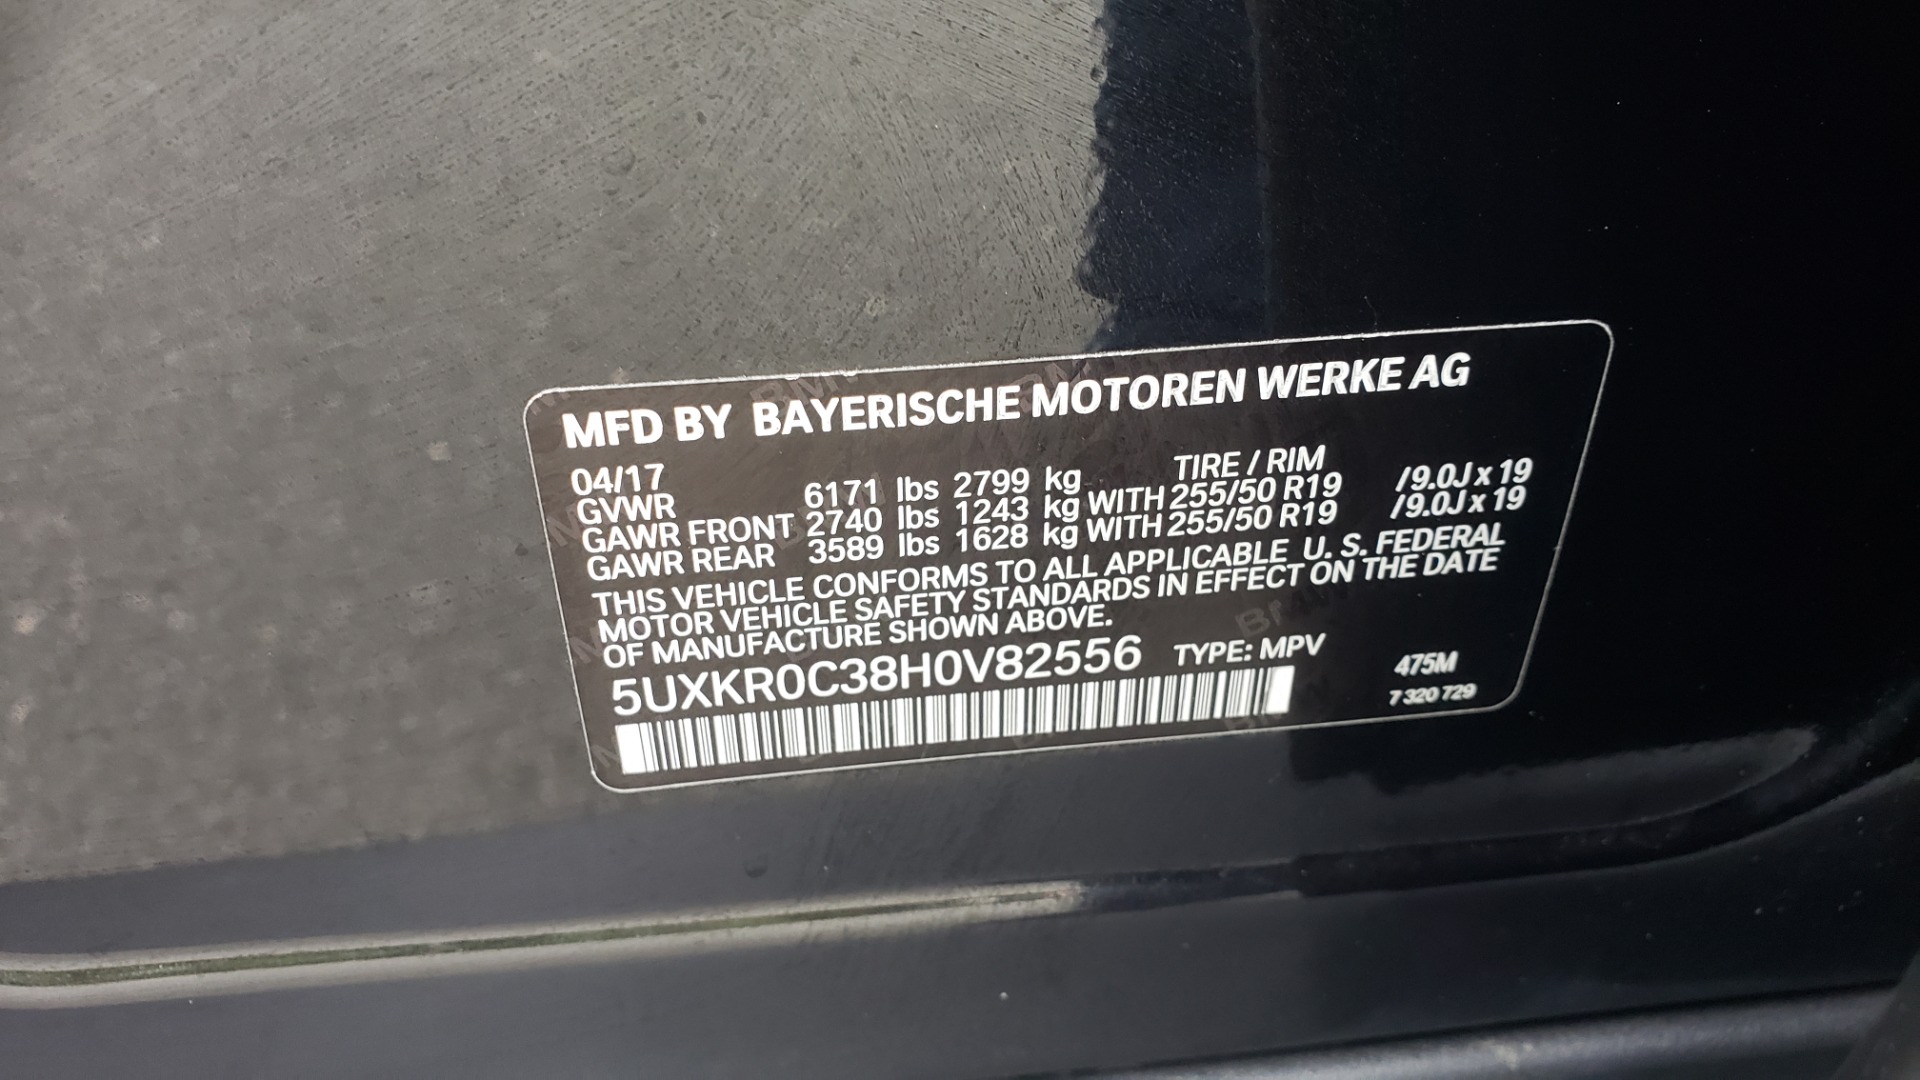 MFD BY BAYERISCHE MOTOREN WERKE AG
04/17 TIRE / RIM
GVWR 6171 lbs 2799 kg
GAWR FRONT 2740 lbs 1243 kg WITH 255/50 R19 /9.0J x 19
GAWR REAR 3589 lbs 1628 kg WITH 255/50 R19 /9.0J x 19
THIS VEHICLE CONFORMS TO ALL APPLICABLE U. S. FEDERAL
MOTOR VEHICLE SAFETY STANDARDS IN EFFECT ON THE DATE
OF MANUFACTURE SHOWN ABOVE.
5UXKR0C38H0V82556 TYPE: MPV 475M
7 320 729